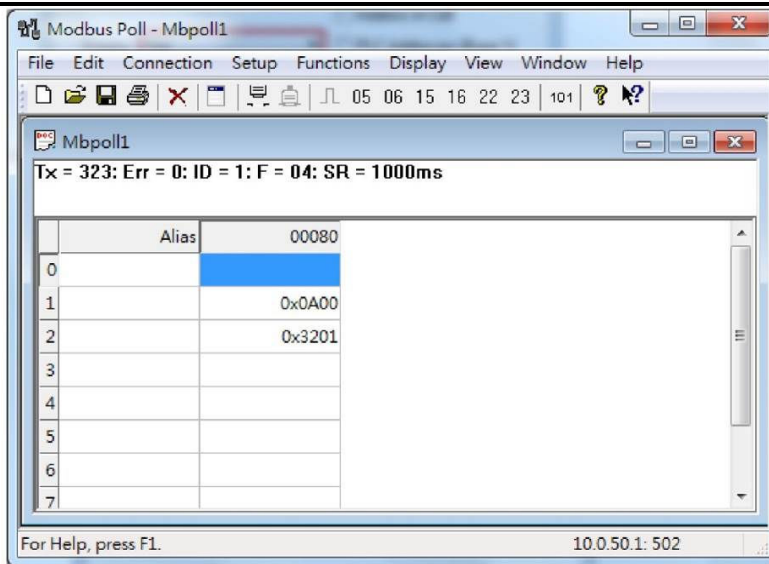 Modbus Poll - Mbpoll1
File Edit Connection Setup Functions Display View Window Help
05 06 15 16 22 23 101
Mbpoll1
Tx = 323: Err = 0: ID = 1: F = 04: SR = 1000ms
Alias 00080
0
1 0x0A00
2 0x3201
3
4
5
6
7
For Help, press F1. 10.0.50.1: 502